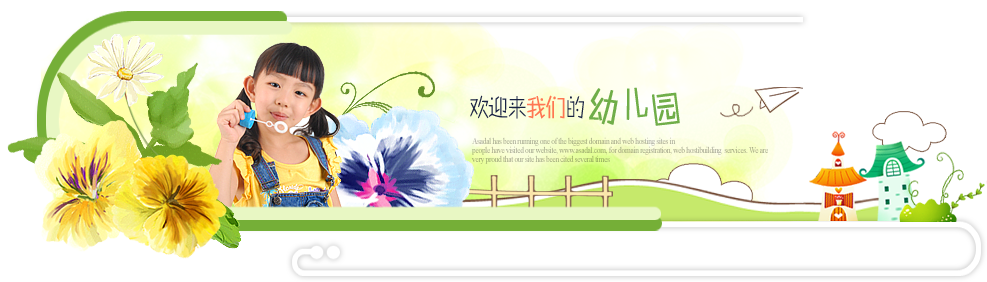 欢迎来我们的幼儿园
Asadal has been running one of the biggest domain and web hosting sites in
people have visited our website, www.asadal.com, for domain registration, web hostibuilding services. We are
very proud that our site has been cited several times